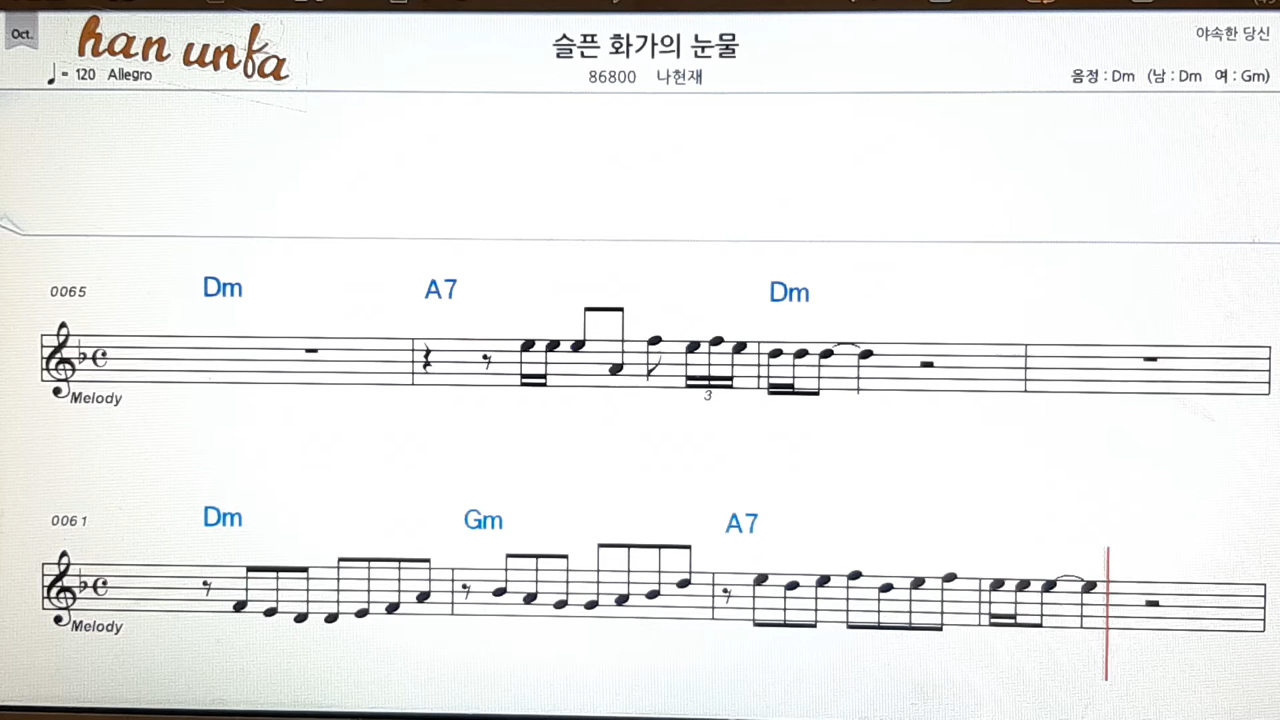 Oct.
han unfa
♩= 120 Allegro
슬픈 화가의 눈물
86800 나현재
야속한 당신
음정 : Dm (남 : Dm 여 : Gm)
0065 Dm A7 Dm
Melody
3
0061 Dm Gm A7
Melody